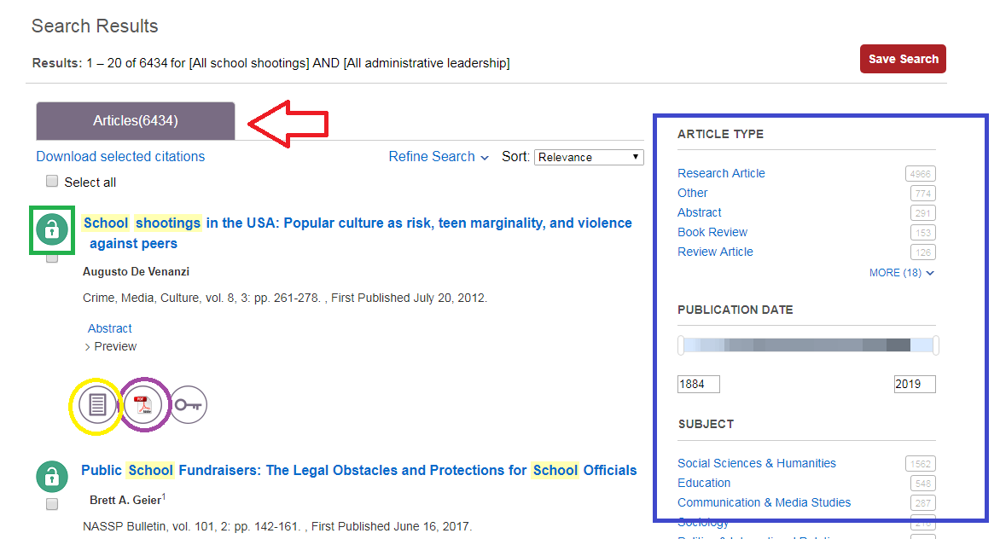 Search Results
Results: 1 – 20 of 6434 for [All school shootings] AND [All administrative leadership]
Save Search
Articles(6434)
Download selected citations
Refine Search
Sort: Relevance
Select all
School shootings in the USA: Popular culture as risk, teen marginality, and violence
against peers
Augusto De Venanzi
Crime, Media, Culture, vol. 8, 3: pp. 261-278. , First Published July 20, 2012.
Abstract
> Preview
PDF
Public School Fundraisers: The Legal Obstacles and Protections for School Officials
Brett A. Geier1
NASSP Bulletin, vol. 101, 2: pp. 142-161. , First Published June 16, 2017.
ARTICLE TYPE
Research Article 4966
Other 774
Abstract 291
Book Review 153
Review Article 126
MORE (18)
PUBLICATION DATE
1884 2019
SUBJECT
Social Sciences & Humanities 1562
Education 546
Communication & Media Studies 287
Sociology